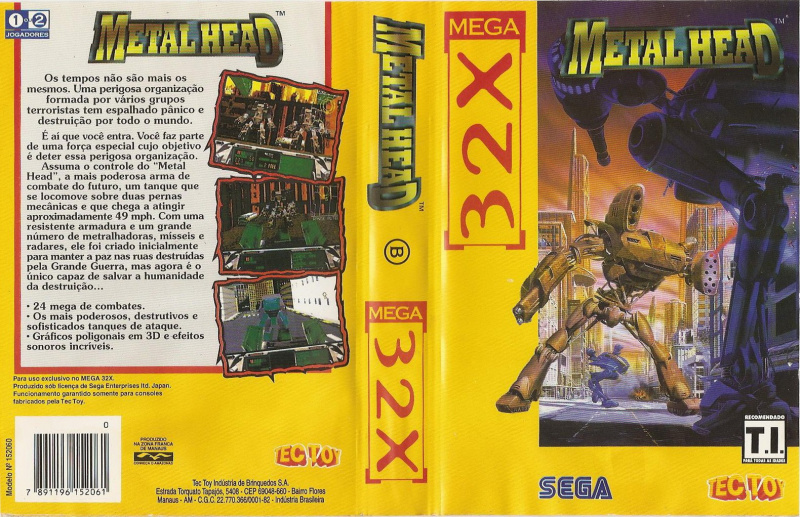 1 ou 2
JOGADORES
METAL HEAD™
Os tempos não são mais os
mesmos. Uma perigosa organização
formada por vários grupos
terroristas tem espalhado pânico e
destruição por todo o mundo.
É aí que você entra. Você faz parte
de uma força especial cujo objetivo
é deter essa perigosa organização.
Assuma o controle do "Metal
Head", a mais poderosa arma de
combate do futuro, um tanque que
se locomove sobre duas pernas
mecânicas e que chega a atingir
aproximadamente 49 mph. Com uma
resistente armadura e um grande
número de metralhadoras, mísseis e
radares, ele foi criado inicialmente
para manter a paz nas ruas destruídas
pela Grande Guerra, mas agora é o
único capaz de salvar a humanidade
da destruição...
• 24 mega de combates.
• Os mais poderosos, destrutivos e
sofisticados tanques de ataque.
• Gráficos poligonais em 3D e efeitos
sonoros incríveis.
Para uso exclusivo no MEGA 32X.
Produzido sób licença de Sega Enterprises ltd. Japan.
Funcionamento garantido somente para consoles
fabricados pela Tec Toy.
Modelo Nº 152060
0
7 891196 152061
PRODUZIDO
NA ZONA FRANCA
DE MANAUS
CONHEÇA O AMAZONAS
TEC TOY
Tec Toy Indústria de Brinquedos S.A.
Estrada Torquato Tapajós, 5408 - CEP 69048-660 - Bairro Flores
Manaus - AM - C.G.C. 22.770.366/0001-82 - Indústria Brasileira
METAL HEAD™
B
MEGA
32X
MEGA
32X
METAL HEAD™
RECOMENDADO
T.I.
PARA TODAS AS IDADES
SEGA
TEC TOY